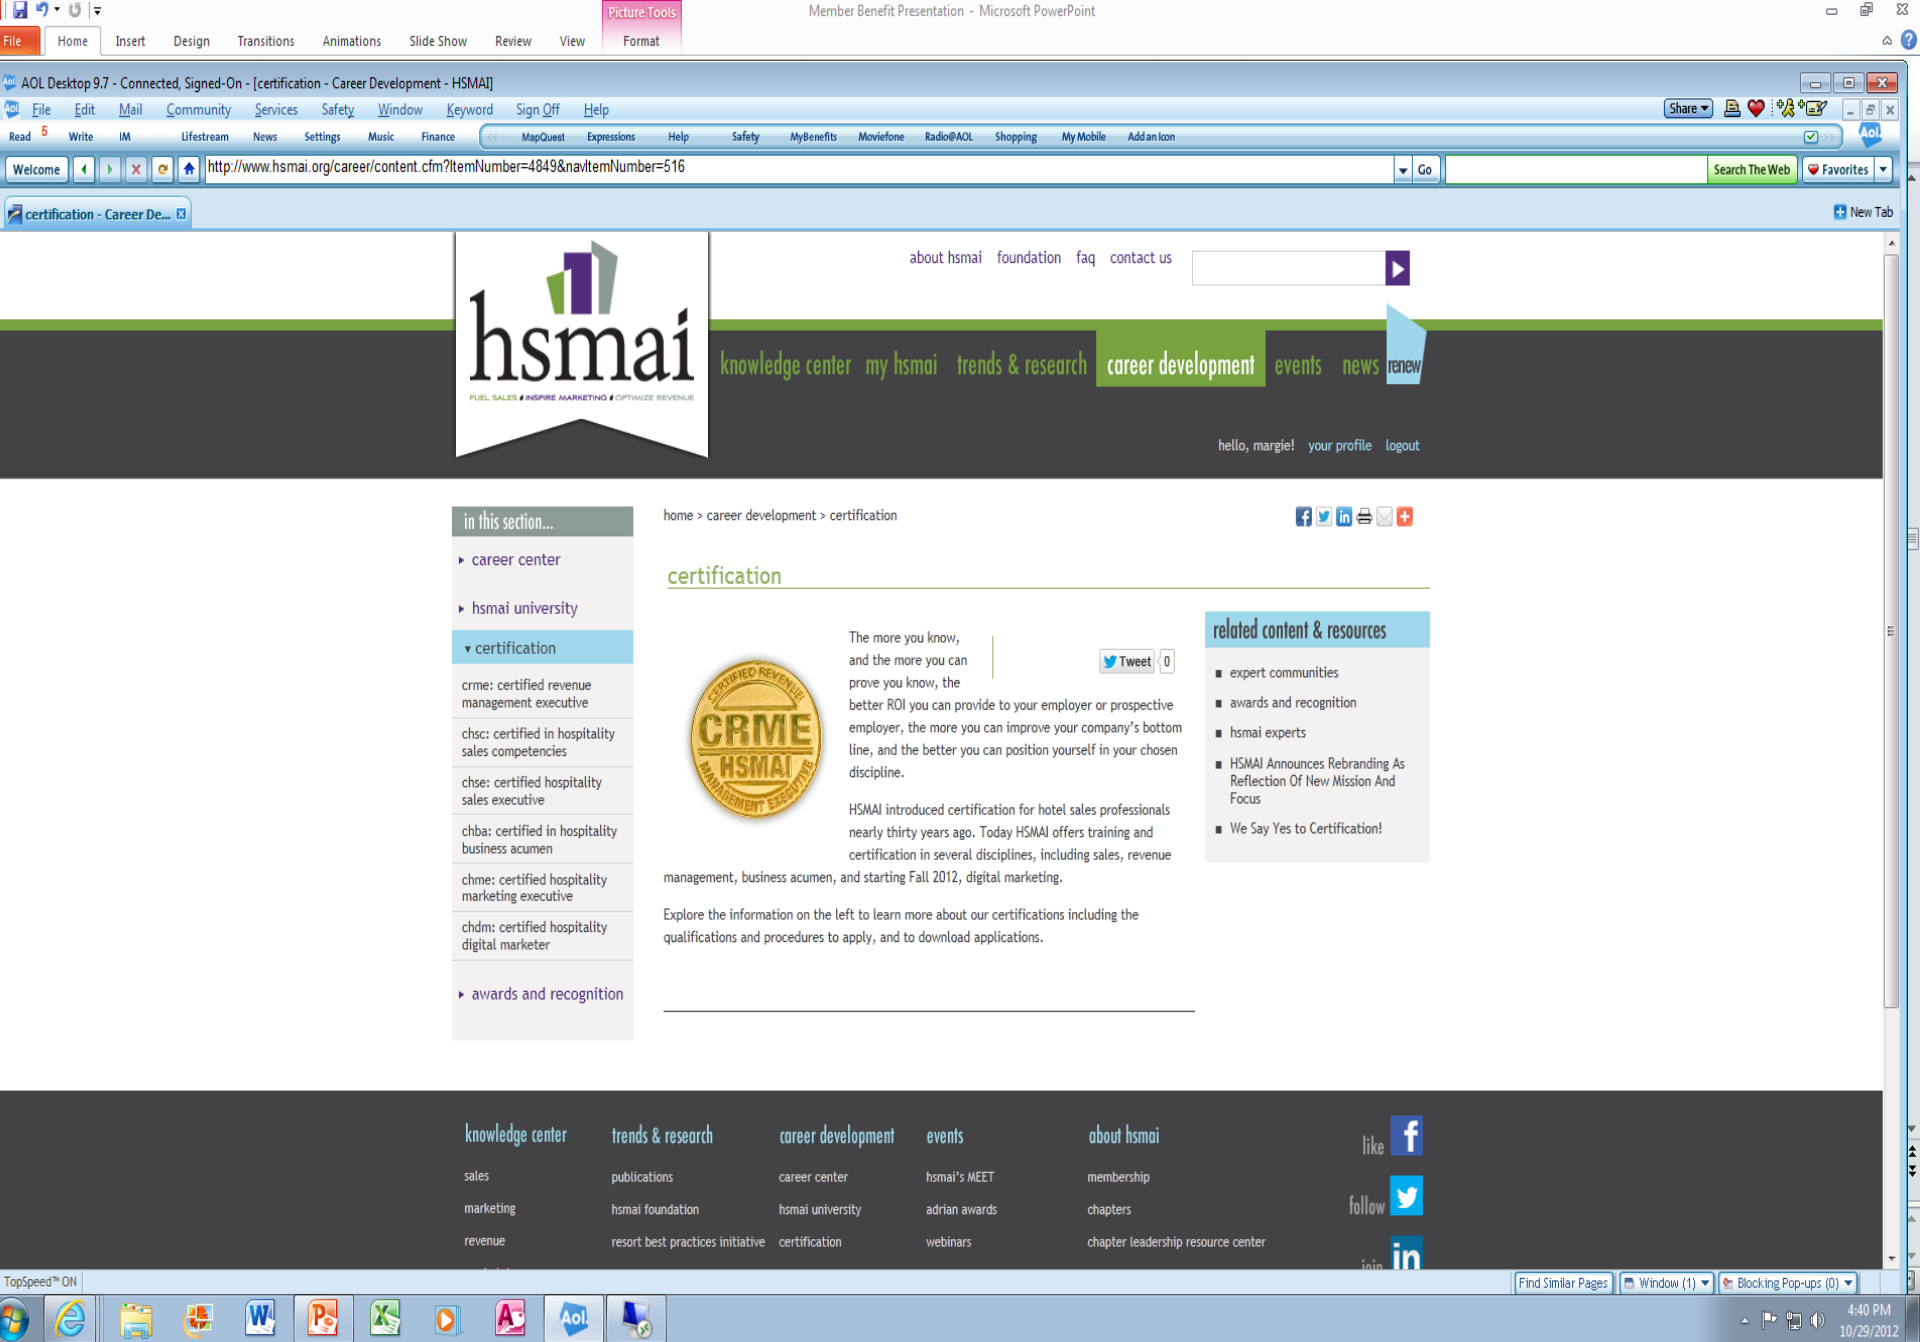 Picture Tools
Member Benefit Presentation - Microsoft PowerPoint
File Home Insert Design Transitions Animations Slide Show Review View Format
AOL Desktop 9.7 - Connected, Signed-On - [certification - Career Development - HSMAI]
File Edit Mail Community Services Safety Window Keyword Sign Off Help
Share
Read 5 Write IM Lifestream News Settings Music Finance MapQuest Expressions Help Safety MyBenefits Moviefone Radio@AOL Shopping My Mobile Add an Icon
Aol.
Welcome http://www.hsmai.org/career/content.cfm?ItemNumber=4849&navItemNumber=516 Go Search The Web Favorites
certification - Career De...
New Tab
about hsmai foundation faq contact us
hsmai
FUEL SALES INSPIRE MARKETING OPTIMIZE REVENUE
knowledge center my hsmai trends & research career development events news renew
hello, margie! your profile logout
in this section...
career center
hsmai university
certification
crme: certified revenue
management executive
chsc: certified in hospitality
sales competencies
chse: certified hospitality
sales executive
chba: certified in hospitality
business acumen
chme: certified hospitality
marketing executive
chdm: certified hospitality
digital marketer
awards and recognition
home > career development > certification
certification
CERTIFIED REVENUE
CRME
HSMAI
MANAGEMENT EXECUTIVE
The more you know,
and the more you can
prove you know, the
better ROI you can provide to your employer or prospective
employer, the more you can improve your company's bottom
line, and the better you can position yourself in your chosen
discipline.
Tweet 0
HSMAI introduced certification for hotel sales professionals
nearly thirty years ago. Today HSMAI offers training and
certification in several disciplines, including sales, revenue
management, business acumen, and starting Fall 2012, digital marketing.
Explore the information on the left to learn more about our certifications including the
qualifications and procedures to apply, and to download applications.
related content & resources
expert communities
awards and recognition
hsmai experts
HSMAI Announces Rebranding As
Reflection Of New Mission And
Focus
We Say Yes to Certification!
knowledge center
sales
marketing
revenue
trends & research
publications
hsmai foundation
resort best practices initiative
career development
career center
hsmai university
certification
events
hsmai's MEET
adrian awards
webinars
about hsmai
membership
chapters
chapter leadership resource center
like
follow
join
TopSpeed™ ON
Find Similar Pages Window (1) Blocking Pop-ups (0)
Aol.
4:40 PM
10/29/2012